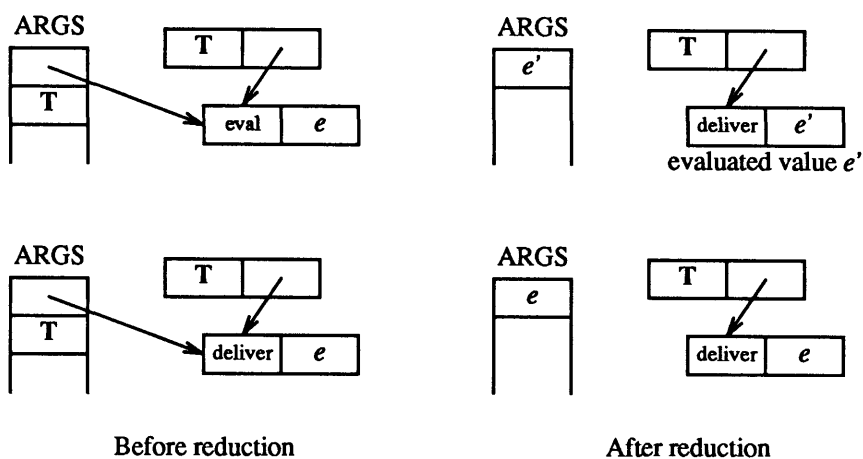 ARGS
T
T
eval e
ARGS
e'
T
deliver e'
evaluated value e'
ARGS
T
T
deliver e
ARGS
e
T
deliver e
Before reduction
After reduction